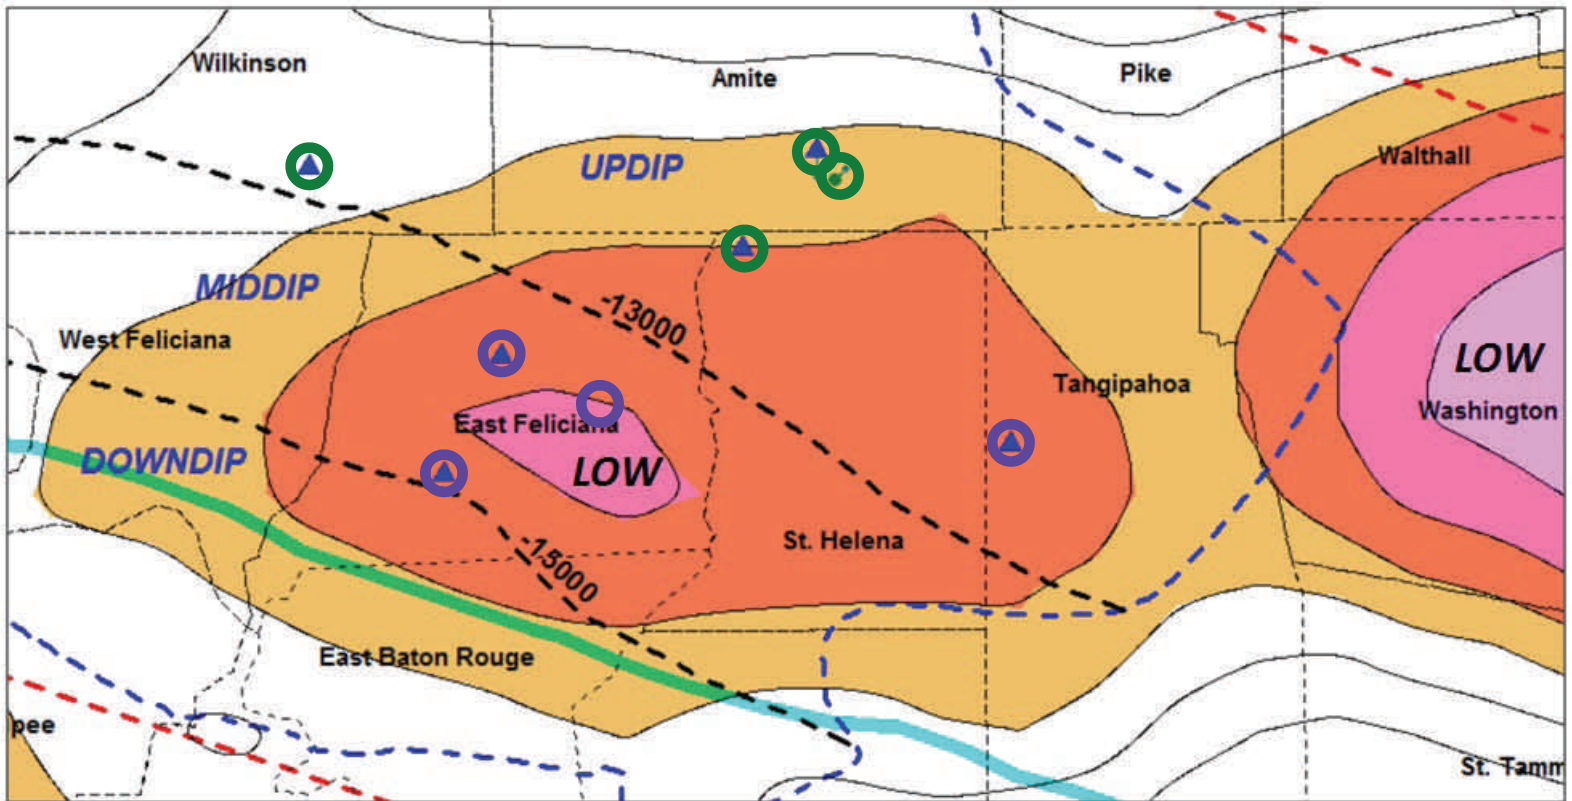 Wilkinson
Amite
Pike
UPDIP
Walthall
MIDDIP
-13000
West Feliciana
LOW
Tangipahoa
Washington
East Feliciana
DOWNDIP
LOW
St. Helena
-15000
East Baton Rouge
pee
St. Tamm